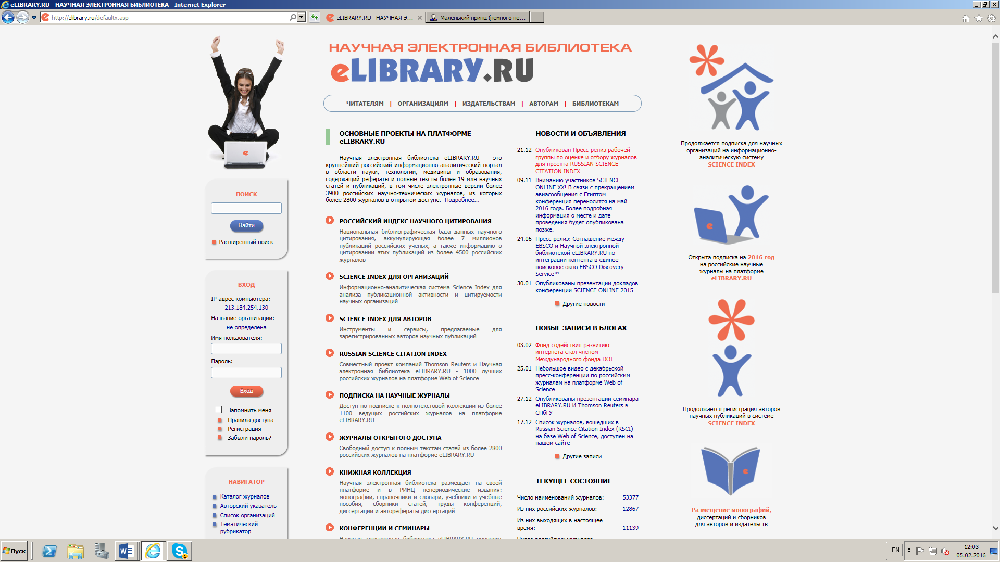 eLIBRARY.RU - НАУЧНАЯ ЭЛЕКТРОННАЯ БИБЛИОТЕКА - Internet Explorer
http://elibrary.ru/defaultx.asp
eLIBRARY.RU - НАУЧНАЯ Э...
Маленький принц (немного не...
НАУЧНАЯ ЭЛЕКТРОННАЯ БИБЛИОТЕКА
eLIBRARY.RU
ЧИТАТЕЛЯМ | ОРГАНИЗАЦИЯМ | ИЗДАТЕЛЬСТВАМ | АВТОРАМ | БИБЛИОТЕКАМ
ПОИСК
Найти
Расширенный поиск
ВХОД
IP-адрес компьютера:
213.184.254.130
Название организации:
не определена
Имя пользователя:
Пароль:
Вход
Запомнить меня
Правила доступа
Регистрация
Забыли пароль?
НАВИГАТОР
Каталог журналов
Авторский указатель
Список организаций
Тематический
рубрикатор
ОСНОВНЫЕ ПРОЕКТЫ НА ПЛАТФОРМЕ
eLIBRARY.RU
Научная электронная библиотека eLIBRARY.RU - это
крупнейший российский информационно-аналитический портал
в области науки, технологии, медицины и образования,
содержащий рефераты и полные тексты более 19 млн научных
статей и публикаций, в том числе электронные версии более
3900 российских научно-технических журналов, из которых
более 2800 журналов в открытом доступе. Подробнее...
РОССИЙСКИЙ ИНДЕКС НАУЧНОГО ЦИТИРОВАНИЯ
Национальная библиографическая база данных научного
цитирования, аккумулирующая более 7 миллионов
публикаций российских ученых, а также информацию о
цитировании этих публикаций из более 4500 российских
журналов
SCIENCE INDEX ДЛЯ ОРГАНИЗАЦИЙ
Информационно-аналитическая система Science Index для
анализа публикационной активности и цитируемости
научных организаций
SCIENCE INDEX ДЛЯ АВТОРОВ
Инструменты и сервисы, предлагаемые для
зарегистрированных авторов научных публикаций
RUSSIAN SCIENCE CITATION INDEX
Совместный проект компаний Thomson Reuters и Научная
электронная библиотека eLIBRARY.RU - 1000 лучших
российских журналов на платформе Web of Science
ПОДПИСКА НА НАУЧНЫЕ ЖУРНАЛЫ
Доступ по подписке к полнотекстовой коллекции из более
1100 ведущих российских журналов на платформе
eLIBRARY.RU
ЖУРНАЛЫ ОТКРЫТОГО ДОСТУПА
Свободный доступ к полным текстам статей из более 2800
российских журналов на платформе eLIBRARY.RU
КНИЖНАЯ КОЛЛЕКЦИЯ
Научная электронная библиотека размещает на своей
платформе и в РИНЦ непериодические издания:
монографии, справочники и словари, учебники и учебные
пособия, сборники статей, труды конференций,
диссертации и авторефераты диссертаций
КОНФЕРЕНЦИИ И СЕМИНАРЫ
Научная электронная библиотека eLIBRARY.RU проводит
НОВОСТИ И ОБЪЯВЛЕНИЯ
21.12 Опубликован Пресс-релиз рабочей
группы по оценке и отбору журналов
для проекта RUSSIAN SCIENCE
CITATION INDEX
09.11 Вниманию участников SCIENCE
ONLINE XX! В связи с прекращением
авиасообщения с Египтом
конференция переносится на май
2016 года. Более подробная
информация о месте и дате
проведения будет опубликована
позже.
24.06 Пресс-релиз: Соглашение между
EBSCO и Научной электронной
библиотекой eLIBRARY.RU по
интеграции контента в единое
поисковое окно EBSCO Discovery
Service™
30.01 Опубликованы презентации докладов
конференции SCIENCE ONLINE 2015
Другие новости
НОВЫЕ ЗАПИСИ В БЛОГАХ
03.02 Фонд содействия развитию
интернета стал членом
Международного фонда DOI
25.01 Небольшое видео с декабрьской
пресс-конференции по российским
журналам на платформе Web of
Science
27.12 Опубликованы презентации семинара
eLIBRARY.RU И Thomson Reuters в
СПбГУ
17.12 Список журналов, вошедших в
Russian Science Citation Index (RSCI)
на базе Web of Science, доступен на
нашем сайте
Другие записи
ТЕКУЩЕЕ СОСТОЯНИЕ
Число наименований журналов: 53377
Из них российских журналов: 12867
Из них выходящих в настоящее
время: 11139
Число российских журналов
Продолжается подписка для научных
организаций на информационно-
аналитическую систему
SCIENCE INDEX
Открыта подписка на 2016 год
на российские научные
журналы на платформе
eLIBRARY.RU
Продолжается регистрация авторов
научных публикаций в системе
SCIENCE INDEX
Размещение монографий,
диссертаций и сборников
для авторов и издательств
Пуск
EN
12:03
05.02.2016